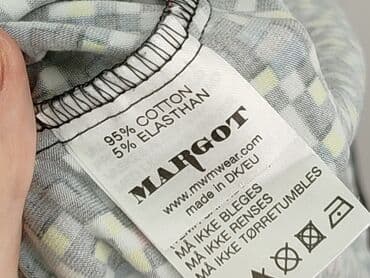 95% COTTON
5% ELASTHAN
MARGOT
www.mwmwear.com
made in DK/EU
MÅ IKKE BLEGES
MÅ IKKE RENSES
MÅ IKKE TØRRETUMBLES